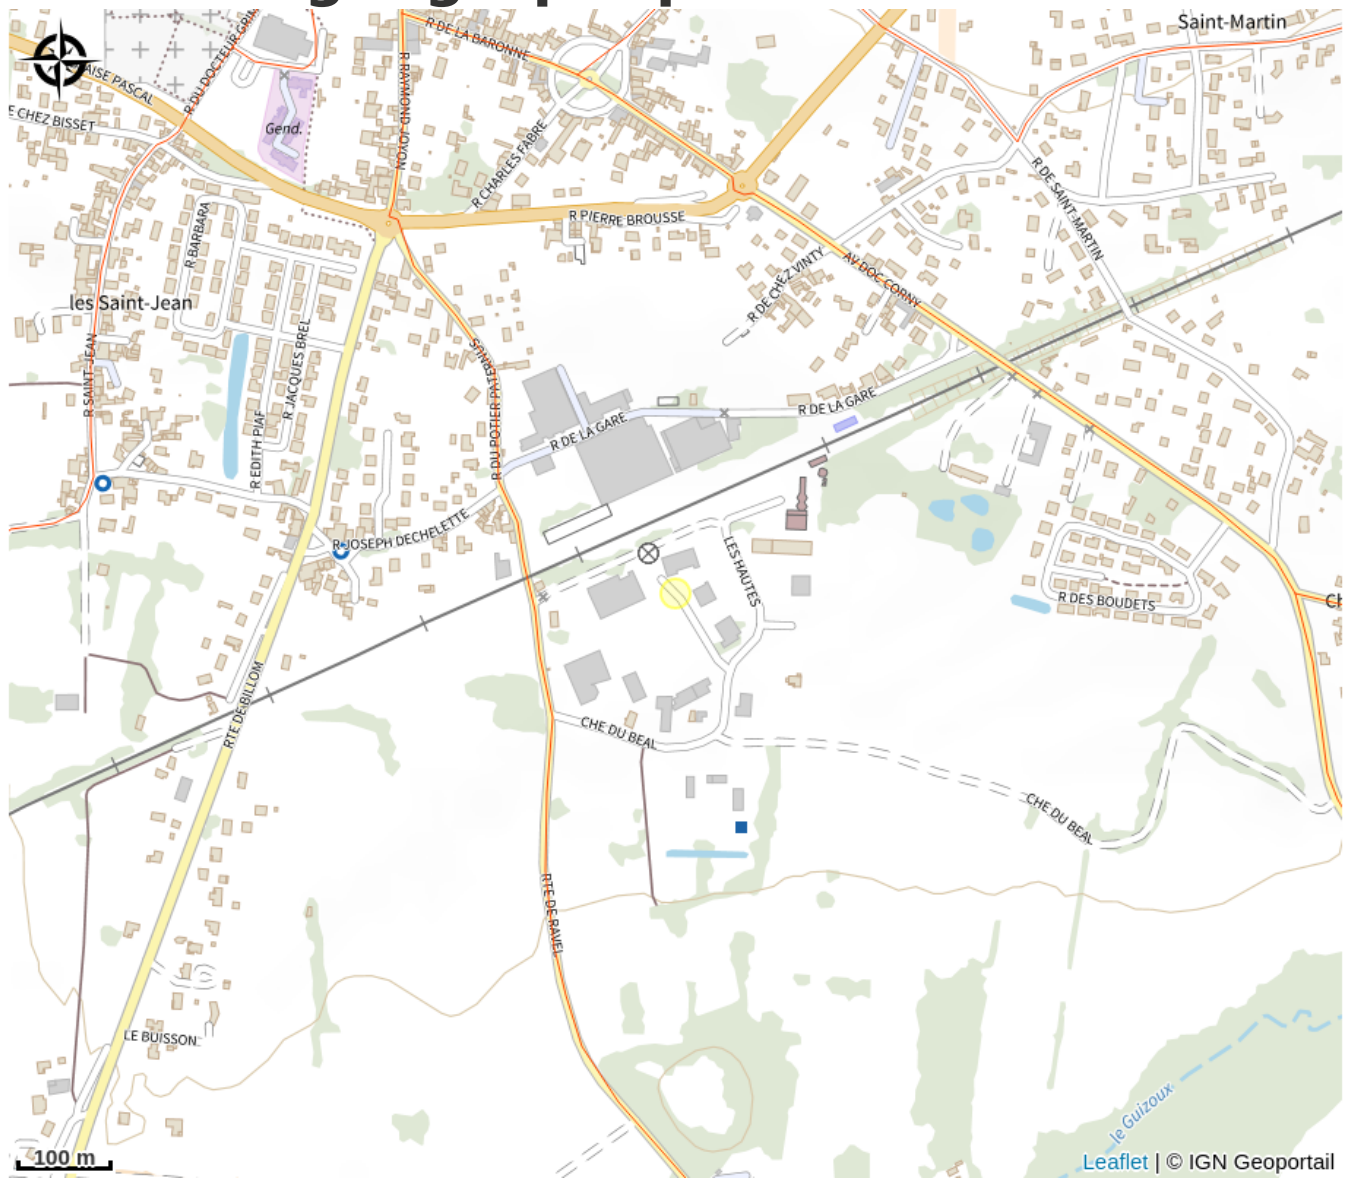 Saint-Martin
R DE LA BARONNE
AISE PASCAL
R DU DOCTEUR GRIM
R RAYMOND JOYON
E CHEZ BISSET
Gend.
R CHARLES FABRE
R DE SAINT-MARTIN
R BARBARA
R PIERRE BROUSSE
R DE CHEZ VINTY
AV DOC CORNY
les Saint-Jean
R SAINT-JEAN
R JACQUES BREL
R DU POTIER PATERNUS
R EDITH PIAF
R DE LA GARE
R DE LA GARE
R JOSEPH DECHELETTE
LES HAUTES
R DES BOUDETS
CH
RTE DE BILLOM
CHE DU BEAL
CHE DU BEAL
RTE DE RAVEL
LE BUISSON
le Guizoux
100 m
Leaflet | © IGN Geoportail